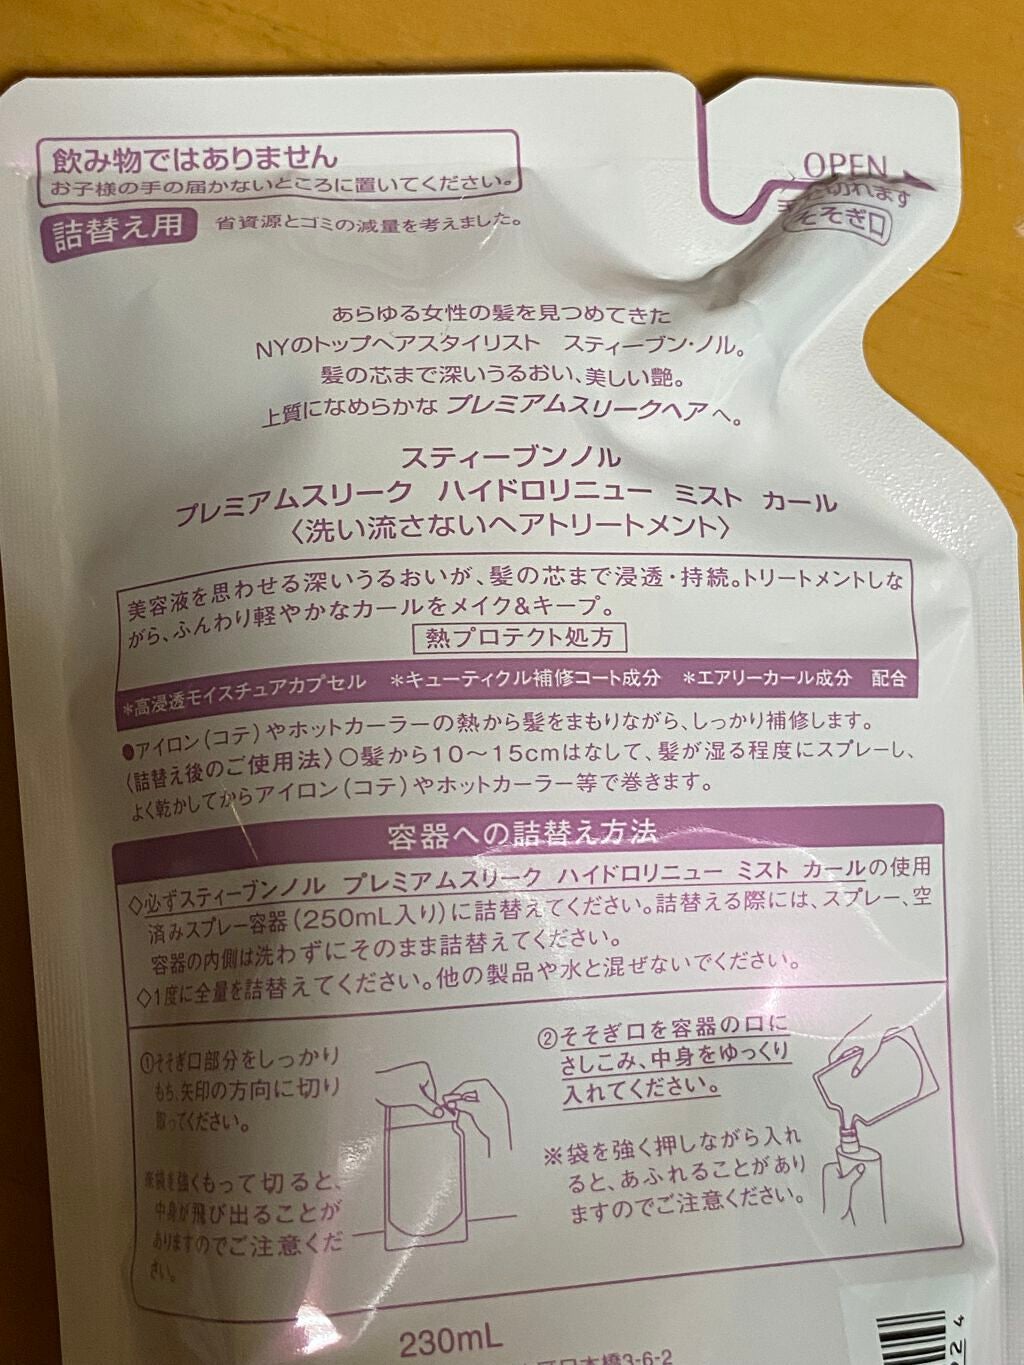 飲み物ではありません
お子様の手の届かないところに置いてください。
詰替え用 省資源とゴミの減量を考えました。
OPEN
切れます
そそぎ口
あらゆる女性の髪を見つめてきた
NYのトップヘアスタイリスト スティーブン・ノル。
髪の芯まで深いうるおい、美しい艶。
上質になめらかな プレミアムスリークヘア へ。
スティーブンノル
プレミアムスリーク ハイドロリニュー ミスト カール
〈洗い流さないヘアトリートメント〉
美容液を思わせる深いうるおいが、髪の芯まで浸透・持続。トリートメントしな
がら、ふんわり軽やかなカールをメイク&キープ。
熱プロテクト処方
*高浸透モイスチュアカプセル *キューティクル補修コート成分 *エアリーカール成分 配合
●アイロン(コテ)やホットカーラーの熱から髪をまもりながら、しっかり補修します。
〈詰替え後のご使用法〉○髪から10〜15cmはなして、髪が湿る程度にスプレーし、
よく乾かしてからアイロン(コテ)やホットカーラー等で巻きます。
容器への詰替え方法
◇必ずスティーブンノル プレミアムスリーク ハイドロリニュー ミスト カールの使用
済みスプレー容器(250mL入り)に詰替えてください。詰替える際には、スプレー、空
容器の内側は洗わずにそのまま詰替えてください。
◇1度に全量を詰替えてください。他の製品や水と混ぜないでください。
①そそぎ口部分をしっかり
もち、矢印の方向に切り
取ってください。
※袋を強くもって切ると、
中身が飛び出ることが
ありますのでご注意くだ
さい。
②そそぎ口を容器の口に
さしこみ、中身をゆっくり
入れてください。
※袋を強く押しながら入れ
ると、あふれることがあり
ますのでご注意ください。
230mL
日本橋3-6-2
24